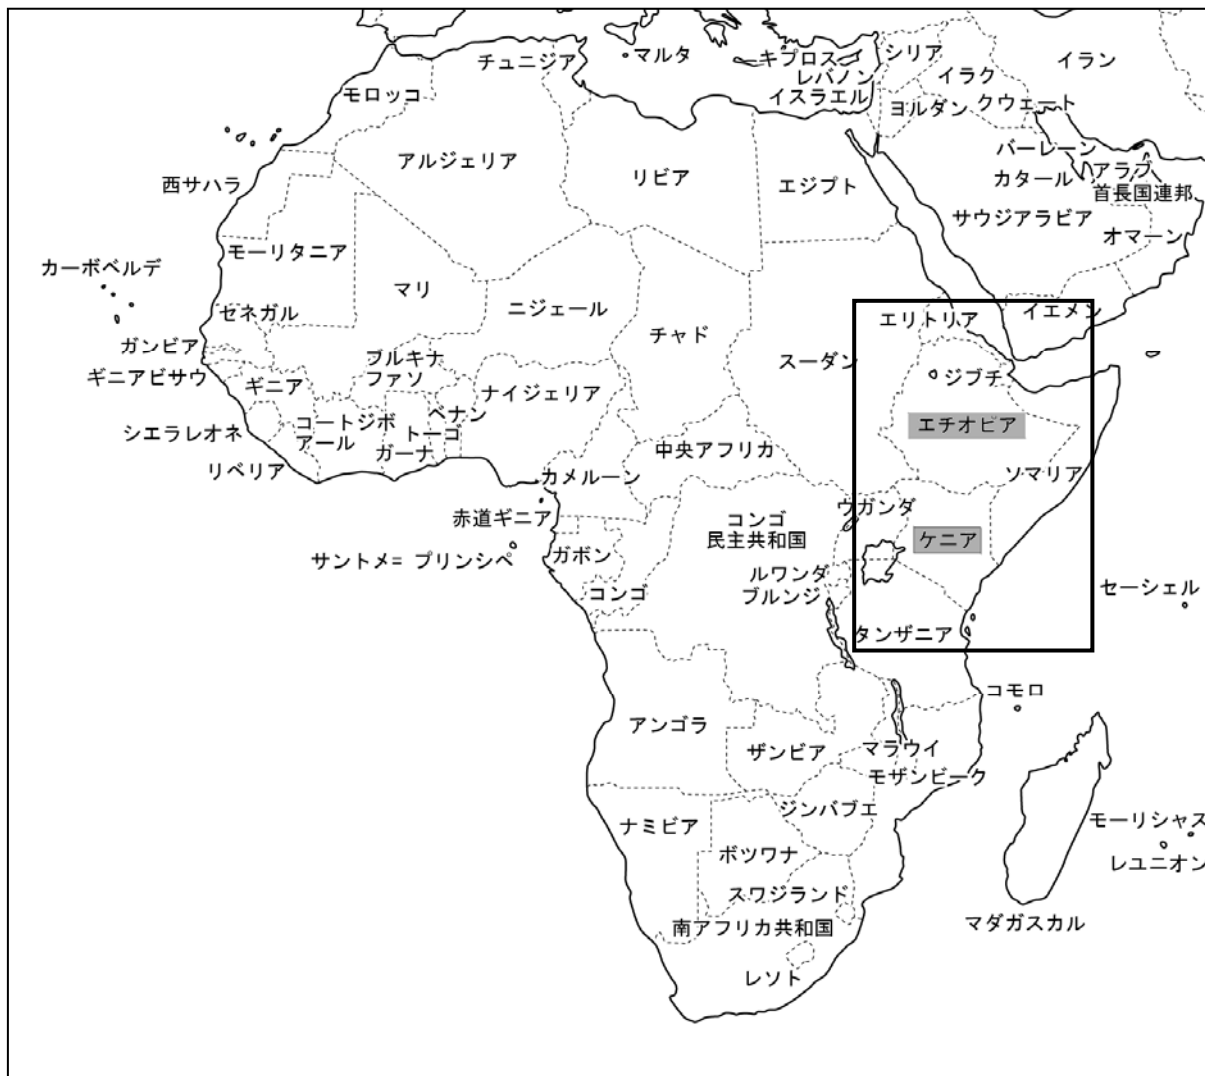 マルタ
キプロス
シリア
イラン
チュニジア
レバノン
イラク
モロッコ
イスラエル
ヨルダン
クウェート
アルジェリア
リビア
エジプト
バーレーン
カタール
アラブ
首長国連邦
西サハラ
サウジアラビア
オマーン
モーリタニア
カーボベルデ
マリ
ニジェール
チャド
セネガル
エリトリア
イエメン
ガンビア
スーダン
ギニアビサウ
ギニア
ブルキナ
ファソ
ナイジェリア
ジブチ
シエラレオネ
コートジボ
アール
ベナン
トーゴ
ガーナ
エチオピア
中央アフリカ
リベリア
カメルーン
ソマリア
赤道ギニア
コンゴ
民主共和国
ウガンダ
ケニア
サントメ= プリンシペ
ガボン
ルワンダ
ブルンジ
コンゴ
セーシェル
タンザニア
コモロ
アンゴラ
ザンビア
マラウイ
モザンビーク
ナミビア
ジンバブエ
モーリシャス
ボツワナ
レユニオン
スワジランド
南アフリカ共和国
マダガスカル
レソト